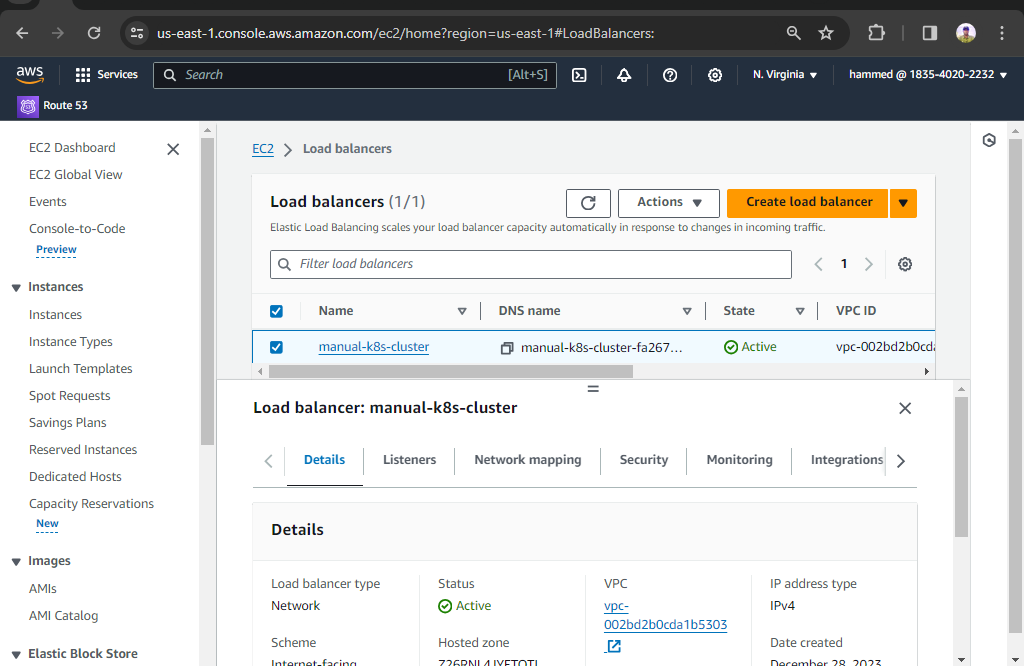 us-east-1.console.aws.amazon.com/ec2/home?region=us-east-1#LoadBalancers:
aws Services Search [Alt+S] N. Virginia hammed @ 1835-4020-2232
Route 53
EC2 Dashboard
EC2 Global View
Events
Console-to-Code
Preview
Instances
Instances
Instance Types
Launch Templates
Spot Requests
Savings Plans
Reserved Instances
Dedicated Hosts
Capacity Reservations
New
Images
AMIs
AMI Catalog
Elastic Block Store
EC2 Load balancers
Load balancers (1/1) Actions Create load balancer
Elastic Load Balancing scales your load balancer capacity automatically in response to changes in incoming traffic.
Filter load balancers 1
Name DNS name State VPC ID
manual-k8s-cluster manual-k8s-cluster-fa267... Active vpc-002bd2b0cda
Load balancer: manual-k8s-cluster
Details Listeners Network mapping Security Monitoring Integrations
Details
Load balancer type
Network
Scheme
Internet-facing
Status
Active
Hosted zone
VPC
vpc-
002bd2b0cda1b5303
IP address type
IPv4
Date created
December 28, 2023